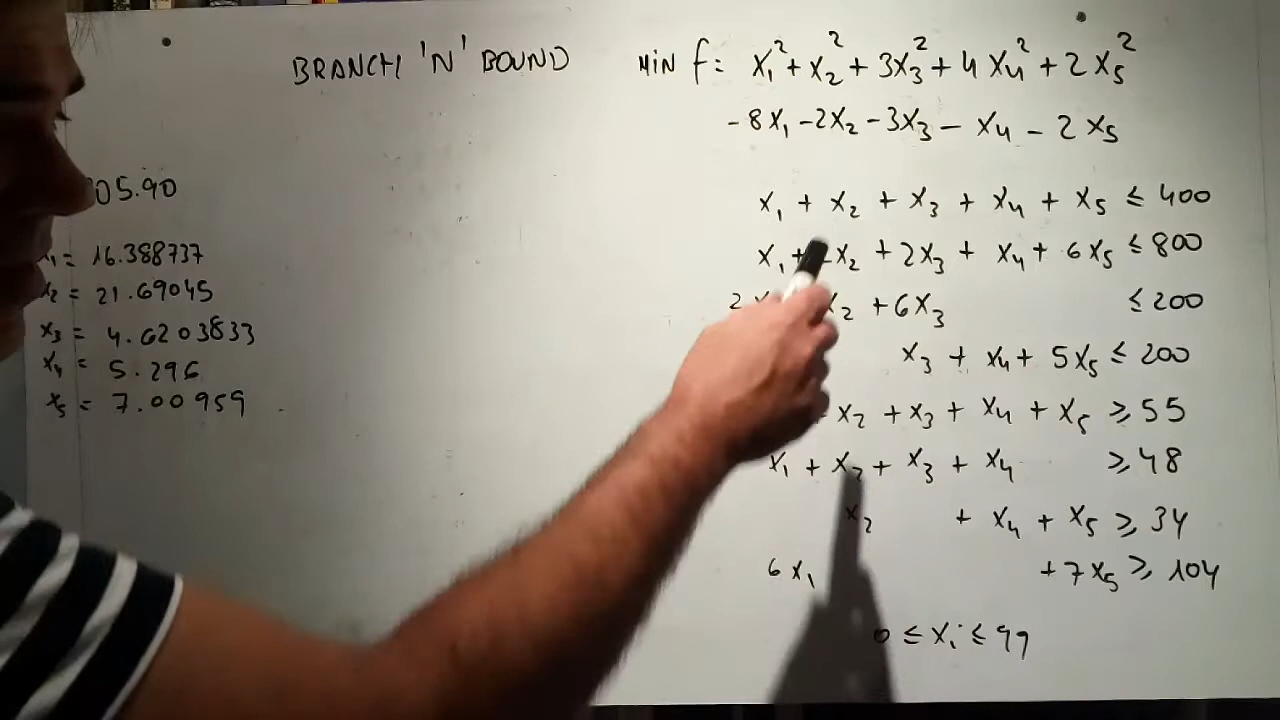 BRANCH 'N' BOUND
MIN f: x₁² + x₂² + 3x₃² + 4x₄² + 2x₅²
-8x₁ -2x₂ -3x₃ - x₄ - 2x₅
x₁ + x₂ + x₃ + x₄ + x₅ ≤ 400
x₁ + x₂ + 2x₃ + x₄ + 6x₅ ≤ 800
2x x₂ + 6x₃ ≤ 200
x₃ + x₄ + 5x₅ ≤ 200
x₂ + x₃ + x₄ + x₅ ≥ 55
x₁ + x₂ + x₃ + x₄ ≥ 48
x₂ + x₄ + x₅ ≥ 34
6x₁ + 7x₅ ≥ 104
0 ≤ xᵢ ≤ 99
05.90
x₁ = 16.388737
x₂ = 21.69045
x₃ = 4.6203833
x₄ = 5.296
x₅ = 7.00959